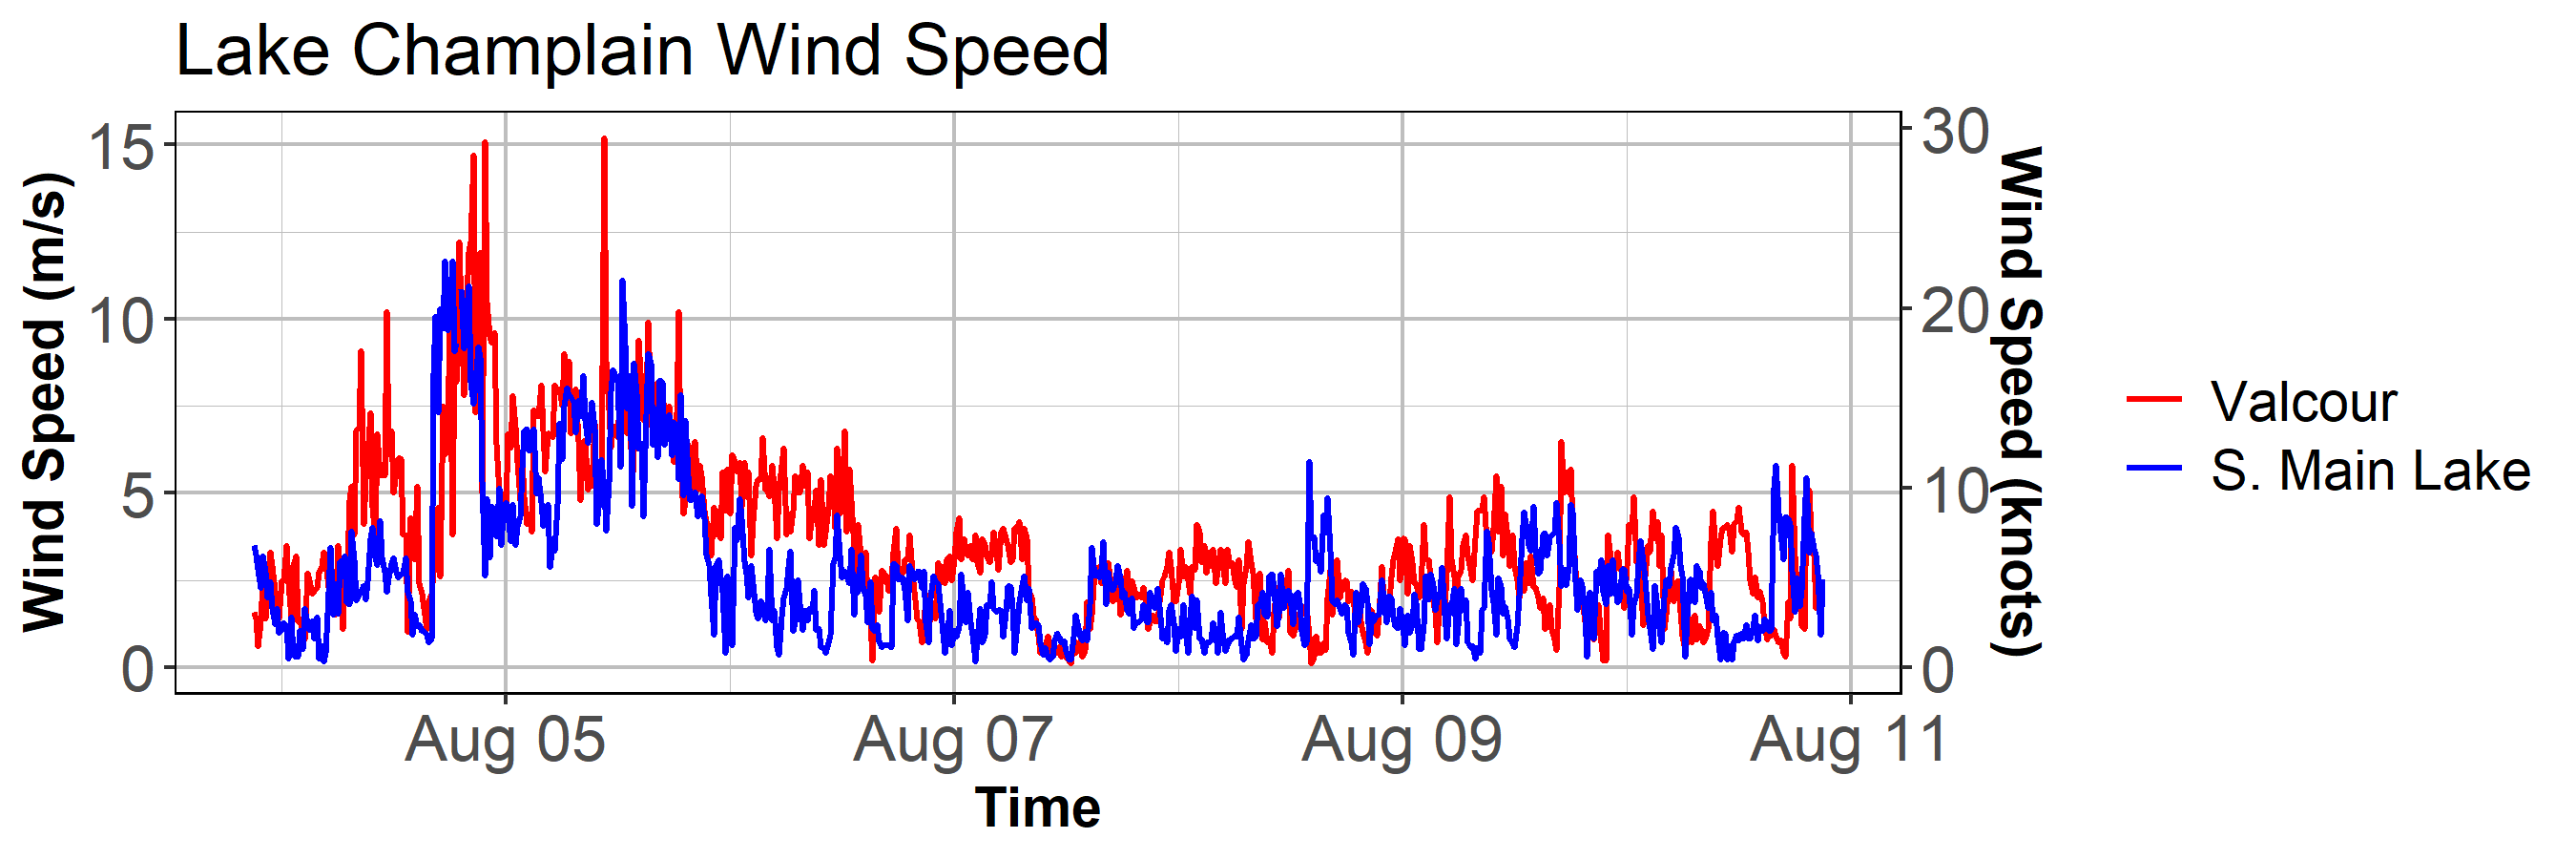 Lake Champlain Wind Speed
Wind Speed (m/s)
15
10
5
0
30
20
10
0
Wind Speed (knots)
Aug 05
Aug 07
Aug 09
Aug 11
Time
Valcour
S. Main Lake